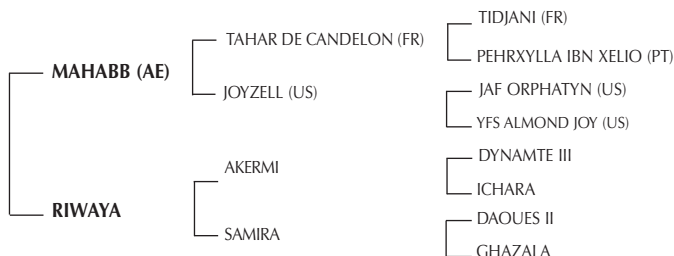 TIDJANI (FR)
TAHAR DE CANDELON (FR)
PEHRXYLLA IBN XELIO (PT)
MAHABB (AE)
JOYZELL (US)
JAF ORPHATYN (US)
YFS ALMOND JOY (US)
DYNAMTE III
AKERMI
ICHARA
RIWAYA
DAOUES II
SAMIRA
GHAZALA